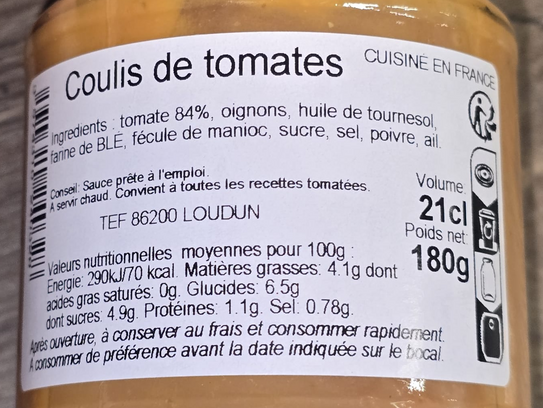 Coulis de tomates
CUISINÉ EN FRANCE
Ingredients : tomate 84%, oignons, huile de tournesol,
farine de BLE, fécule de manioc, sucre, sel, poivre, ail.
Conseil: Sauce prête à l'emploi.
A servir chaud. Convient à toutes les recettes tomatées.
TEF 86200 LOUDUN
Volume
21cl
Poids net
180g
Valeurs nutritionnelles moyennes pour 100g :
Energie: 290kJ/70 kcal. Matières grasses: 4.1g dont
acides gras saturés: 0g. Glucides: 6.5g
dont sucres: 4.9g. Protéines: 1.1g. Sel: 0.78g.
Après ouverture, à conserver au frais et consommer rapidement.
A consommer de préférence avant la date indiquée sur le bocal.